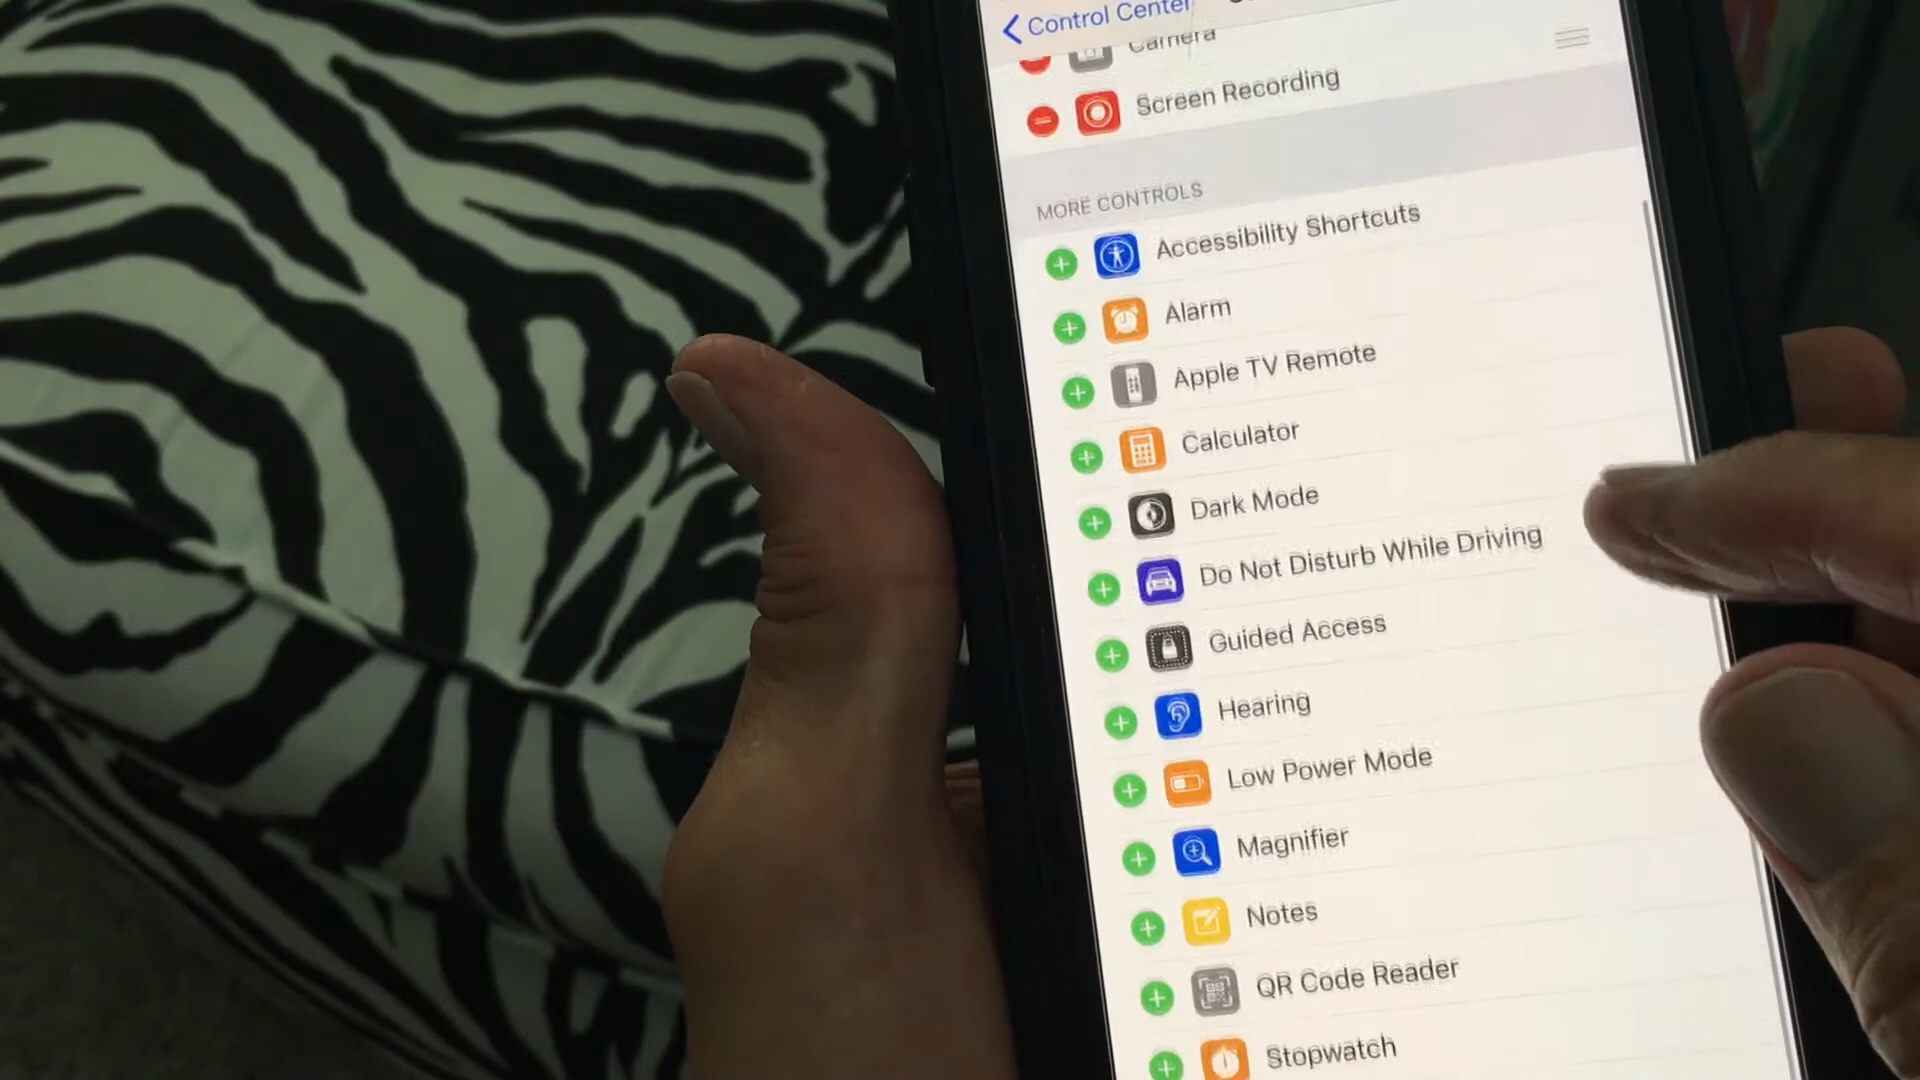 Control Center
Camera
Screen Recording
MORE CONTROLS
Accessibility Shortcuts
Alarm
Apple TV Remote
Calculator
Dark Mode
Do Not Disturb While Driving
Guided Access
Hearing
Low Power Mode
Magnifier
Notes
QR Code Reader
Stopwatch